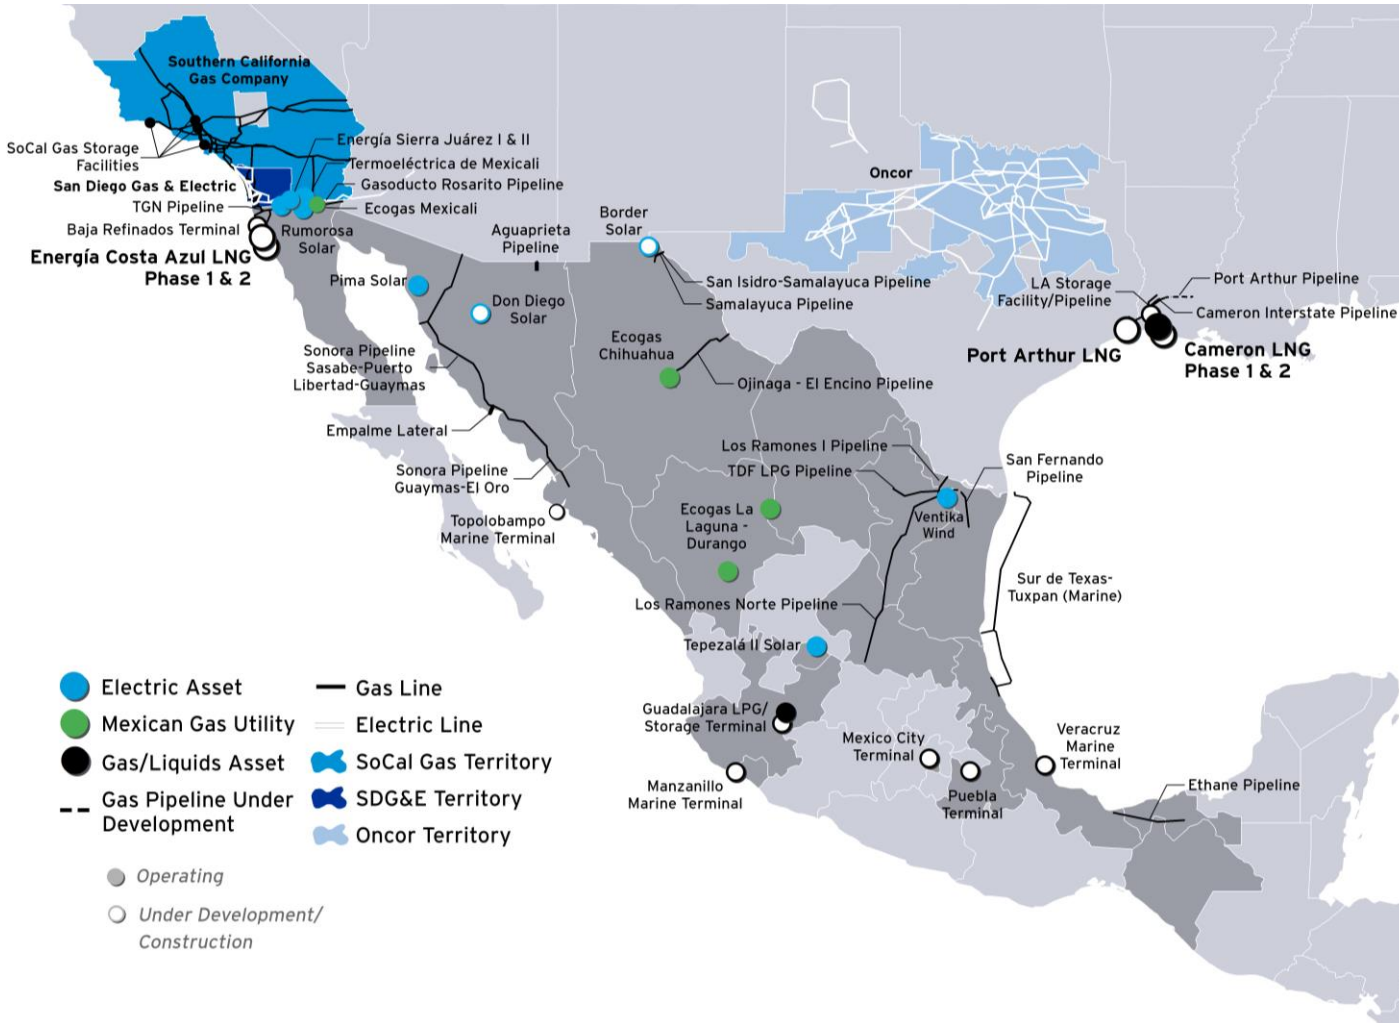 Southern California
Gas Company
SoCal Gas Storage
Facilities
San Diego Gas & Electric
TGN Pipeline
Baja Refinados Terminal
Energía Costa Azul LNG
Phase 1 & 2
Energía Sierra Juárez I & II
Termoeléctrica de Mexicali
Gasoducto Rosarito Pipeline
Ecogas Mexicali
Rumorosa
Solar
Pima Solar
Aguaprieta
Pipeline
Don Diego
Solar
Border
Solar
San Isidro-Samalayuca Pipeline
Samalayuca Pipeline
Oncor
LA Storage
Facility/Pipeline
Port Arthur Pipeline
Cameron Interstate Pipeline
Port Arthur LNG
Cameron LNG
Phase 1 & 2
Sonora Pipeline
Sasabe-Puerto
Libertad-Guaymas
Ecogas
Chihuahua
Ojinaga - El Encino Pipeline
Empalme Lateral
Sonora Pipeline
Guaymas-El Oro
Topolobampo
Marine Terminal
Los Ramones I Pipeline
TDF LPG Pipeline
San Fernando
Pipeline
Ecogas La
Laguna -
Durango
Ventika
Wind
Sur de Texas-
Tuxpan (Marine)
Los Ramones Norte Pipeline
Tepezalá II Solar
Guadalajara LPG/
Storage Terminal
Manzanillo
Marine Terminal
Mexico City
Terminal
Puebla
Terminal
Veracruz
Marine
Terminal
Ethane Pipeline
Electric Asset
Mexican Gas Utility
Gas/Liquids Asset
Gas Pipeline Under
Development
Gas Line
Electric Line
SoCal Gas Territory
SDG&E Territory
Oncor Territory
Operating
Under Development/
Construction